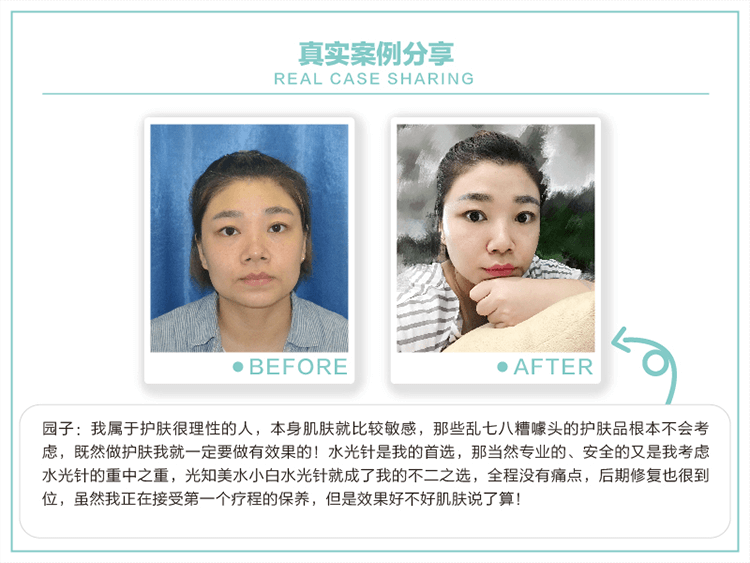 真实案例分享
REAL CASE SHARING
BEFORE
AFTER
园子：我属于护肤很理性的人，本身肌肤就比较敏感，那些乱七八糟噱头的护肤品根本不会考
虑，既然做护肤我就一定要做有效果的！水光针是我的首选，那当然专业的、安全的又是我考虑
水光针的重中之重，光知美水小白水光针就成了我的不二之选，全程没有痛点，后期修复也很到
位，虽然我正在接受第一个疗程的保养，但是效果好不好肌肤说了算！